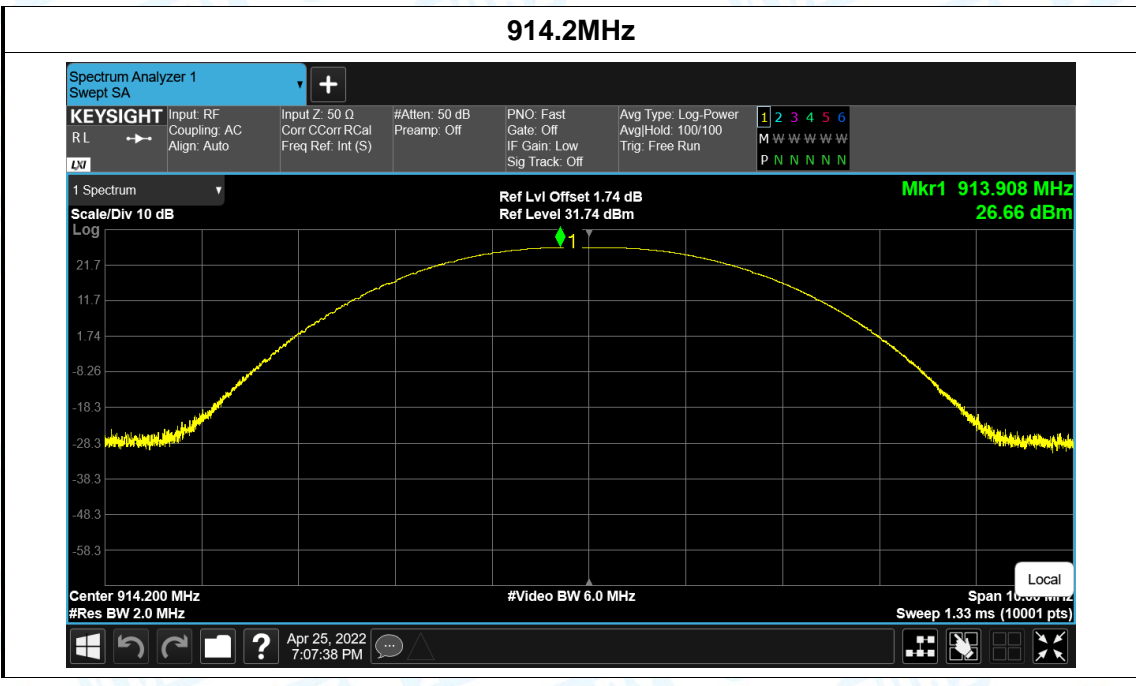 914.2MHz
Spectrum Analyzer 1
Swept SA
KEYSIGHT
R L
LXI
Input: RF
Coupling: AC
Align: Auto
Input Z: 50 Ω
Corr CCorr RCal
Freq Ref: Int (S)
#Atten: 50 dB
Preamp: Off
PNO: Fast
Gate: Off
IF Gain: Low
Sig Track: Off
Avg Type: Log-Power
Avg|Hold: 100/100
Trig: Free Run
1 2 3 4 5 6
M W W W W W
P N N N N N
1 Spectrum
Scale/Div 10 dB
Log
Ref Lvl Offset 1.74 dB
Ref Level 31.74 dBm
Mkr1 913.908 MHz
26.66 dBm
1
21.7
11.7
1.74
-8.26
-18.3
-28.3
-38.3
-48.3
-58.3
Local
Center 914.200 MHz
#Video BW 6.0 MHz
Span
#Res BW 2.0 MHz
Sweep 1.33 ms (10001 pts)
?
Apr 25, 2022
7:07:38 PM